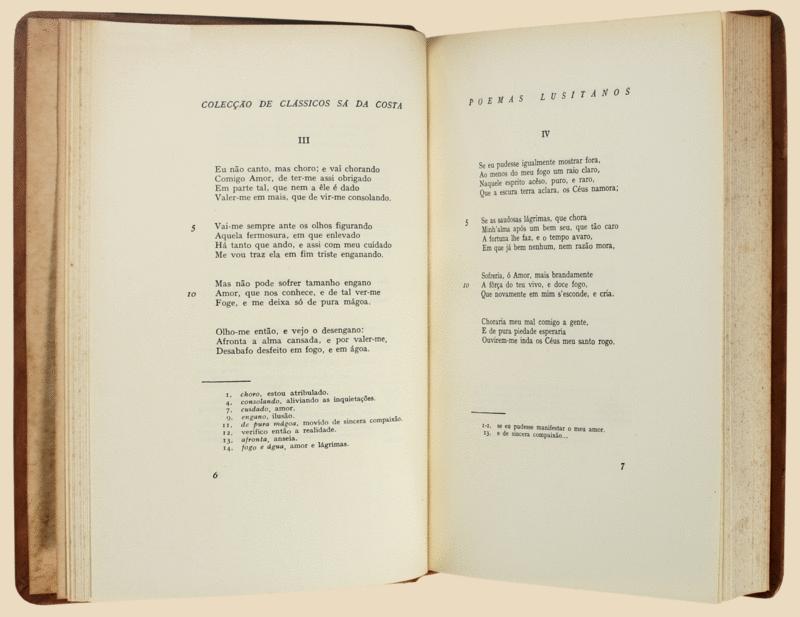 COLECÇÃO DE CLÁSSICOS SÁ DA COSTA
III
Eu não canto, mas choro; e vai chorando
Comigo Amor, de ter-me assi obrigado
Em parte tal, que nem a êle é dado
Valer-me em mais, que de vir-me consolando.
5 Vai-me sempre ante os olhos figurando
Aquela fermosura, em que enlevado
Há tanto que ando, e assi com meu cuidado
Me vou traz ela em fim triste enganando.
Mas não pode sofrer tamanho engano
10 Amor, que nos conhece, e de tal ver-me
Foge, e me deixa só de pura mágoa.
Olho-me então, e vejo o desengano:
Afronta a alma cansada, e por valer-me,
Desabafo desfeito em fogo, e em ágoa.
1. choro, estou atribulado.
4. consolando, aliviando as inquietações.
7. cuidado, amor.
9. engano, ilusão.
11. de pura mágoa, movido de sincera compaixão.
12. verifico então a realidade.
13. afronta, anseia.
14. fogo e água, amor e lágrimas.
6
POEMAS LUSITANOS
IV
Se eu pudesse igualmente mostrar fora,
Ao menos do meu fogo um raio claro,
Naquele esprito acêso, puro, e raro,
Que a escura terra aclara, os Céus namora;
5 Se as saudosas lágrimas, que chora
Minh'alma após um bem seu, que tão caro
A fortuna lhe faz, e o tempo avaro,
Em que já bem nenhum, nem razão mora,
Sofreria, ó Amor, mais brandamente
10 A fôrça do teu vivo, e doce fogo,
Que novamente em mim s'esconde, e cria.
Choraria meu mal comigo a gente,
E de pura piedade esperaria
Ouvirem-me inda os Céus meu santo rogo.
1-2. se eu pudesse manifestar o meu amor.
13. e de sincera compaixão...
7